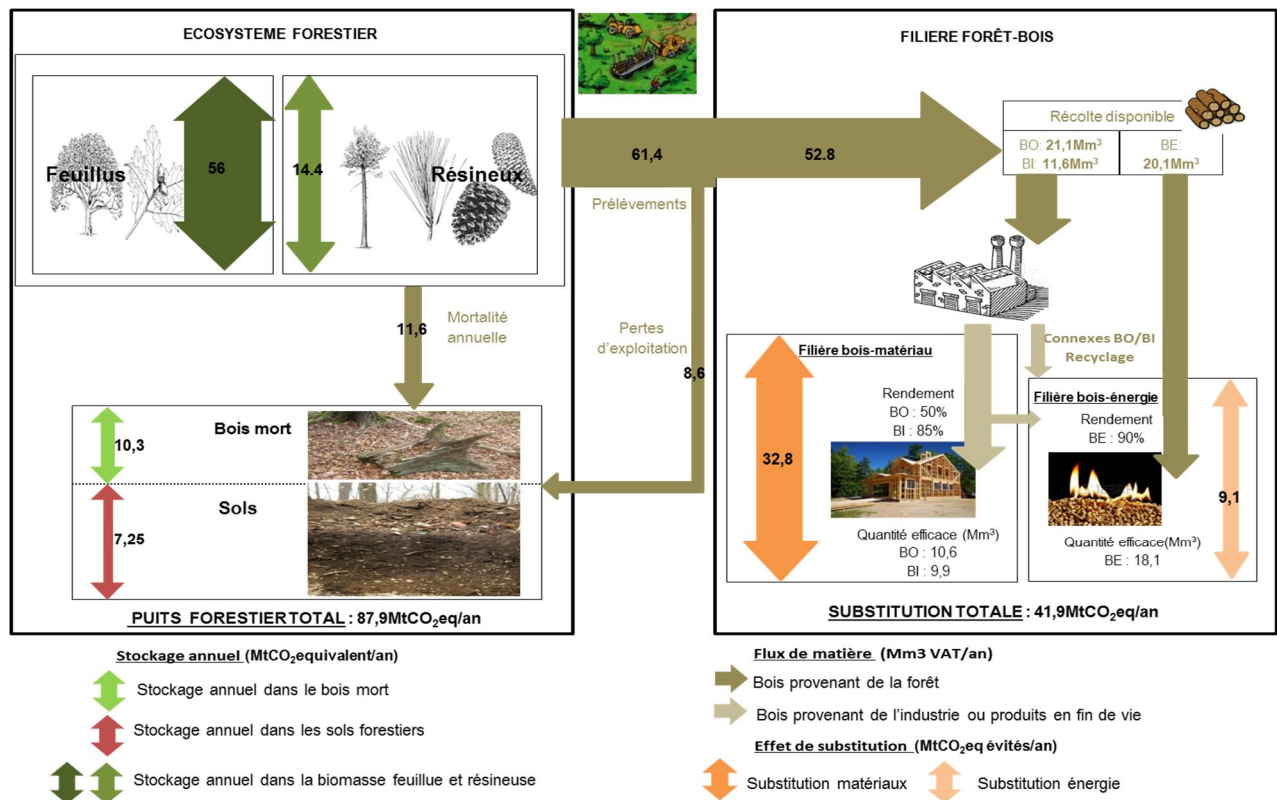 ECOSYSTEME FORESTIER
Feuillus
56
14.4
Résineux
11,6
Mortalité
annuelle
Bois mort
10,3
Sols
7,25
PUITS FORESTIER TOTAL : 87,9MtCO₂eq/an
61,4
52.8
Prélèvements
Pertes
d'exploitation
8,6
FILIERE FORÊT-BOIS
Récolte disponible
BO: 21,1Mm³
BI: 11,6Mm³
BE:
20,1Mm³
Connexes BO/BI
Recyclage
Filière bois-matériau
Rendement
BO : 50%
BI : 85%
32,8
Quantité efficace (Mm³)
BO : 10,6
BI : 9,9
Filière bois-énergie
Rendement
BE : 90%
9,1
Quantité efficace(Mm³)
BE : 18,1
SUBSTITUTION TOTALE : 41,9MtCO₂eq/an
Stockage annuel (MtCO₂equivalent/an)
Stockage annuel dans le bois mort
Stockage annuel dans les sols forestiers
Stockage annuel dans la biomasse feuillue et résineuse
Flux de matière (Mm3 VAT/an)
Bois provenant de la forêt
Bois provenant de l'industrie ou produits en fin de vie
Effet de substitution (MtCO₂eq évités/an)
Substitution matériaux
Substitution énergie